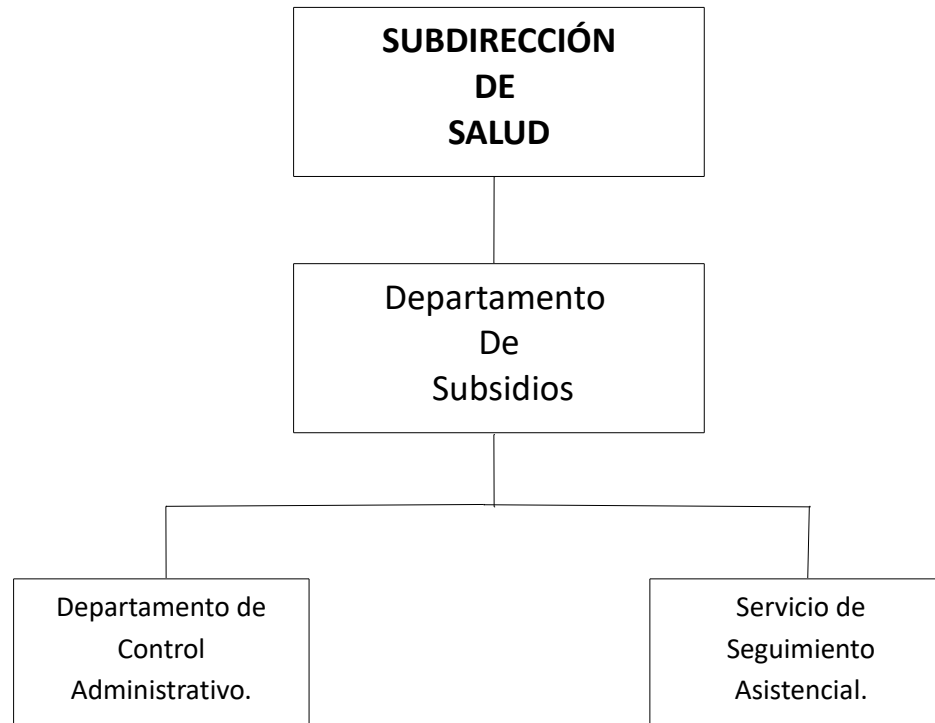 SUBDIRECCIÓN
DE
SALUD
Departamento
De
Subsidios
Departamento de
Control
Administrativo.
Servicio de
Seguimiento
Asistencial.